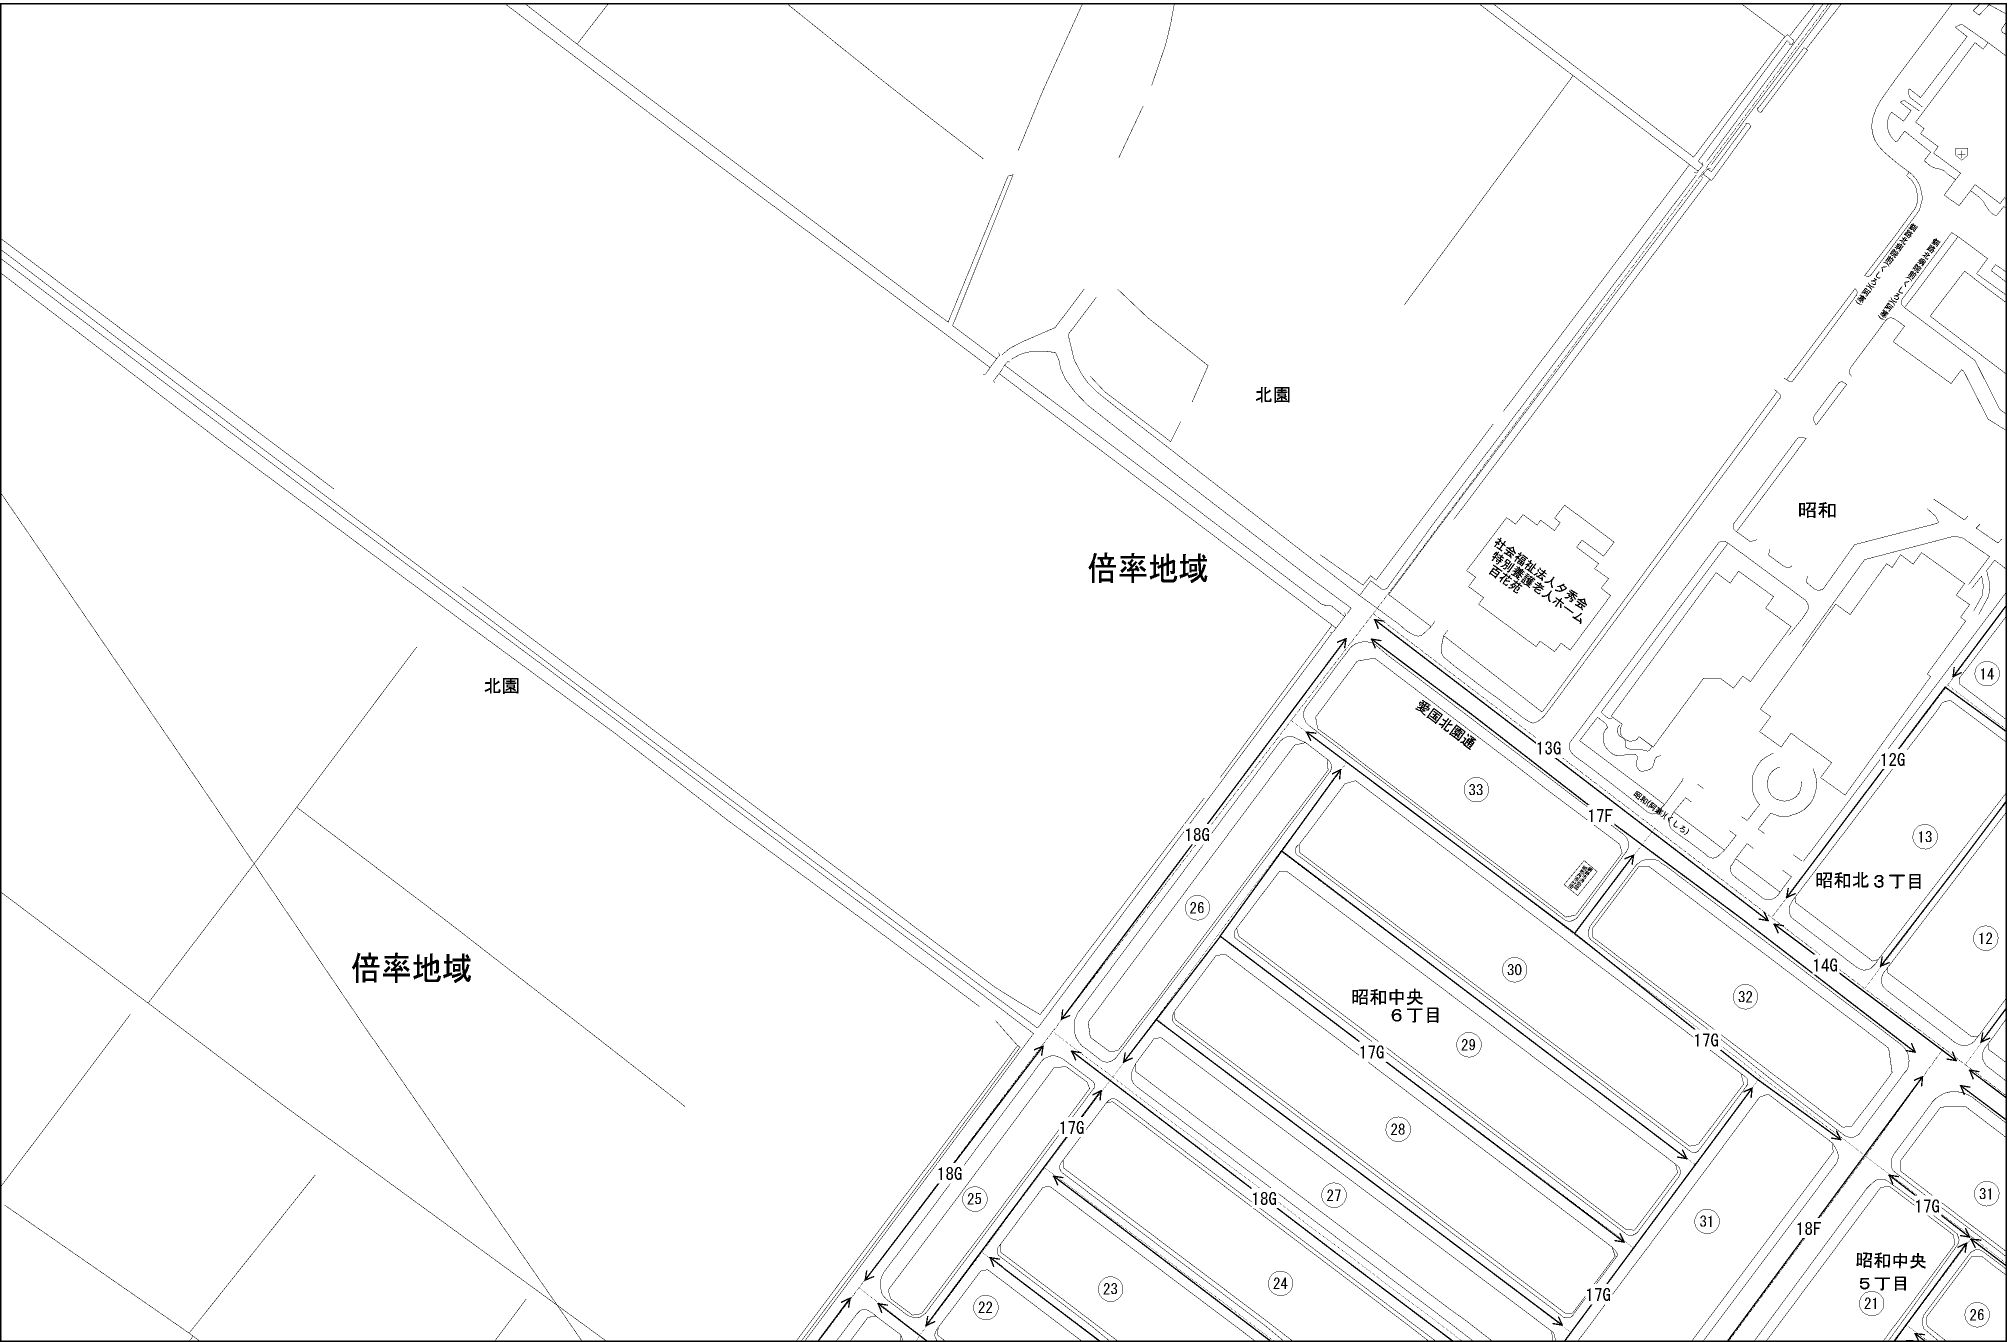 北園
昭和
倍率地域
社会福祉法人夕秀会
特別養護老人ホーム
百花苑
14
北園
愛国北園通
13G
12G
33
17F
18G
13
昭和北３丁目
26
12
倍率地域
14G
30
32
昭和中央
６丁目
29
17G
17G
28
17G
18G
25
27
18G
31
31
17G
18F
昭和中央
５丁目
24
23
22
17G
21
26